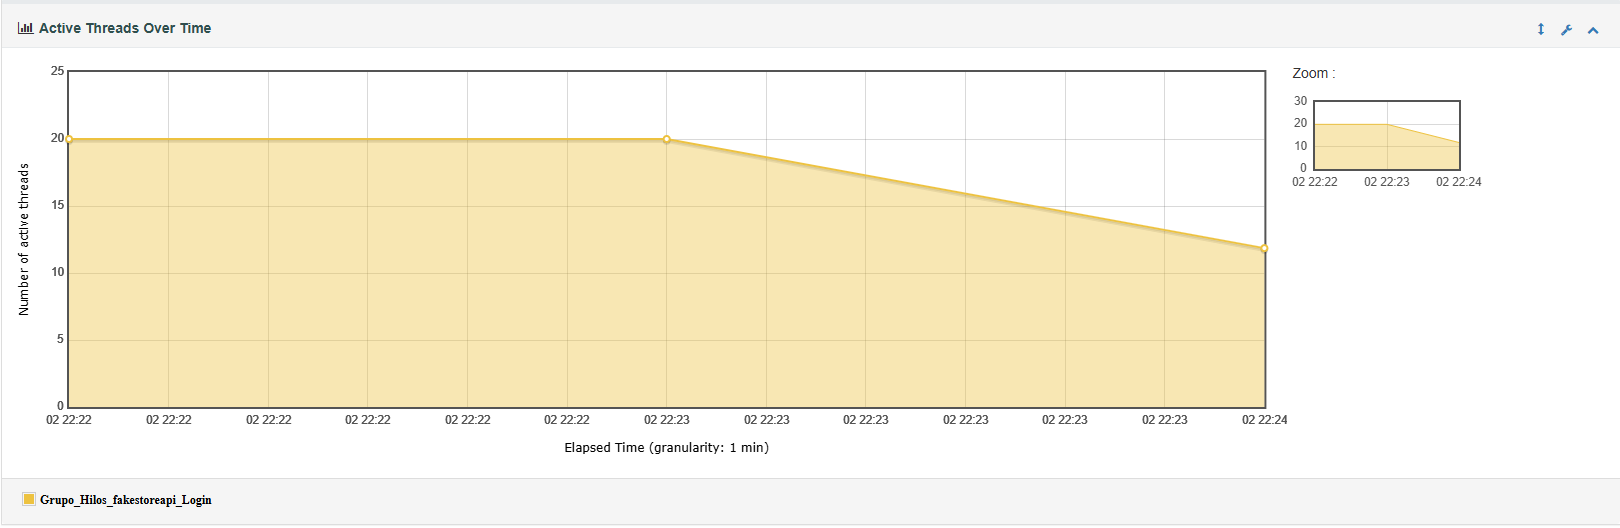 Active Threads Over Time
25
20
15
10
5
0
Number of active threads
02 22:22 02 22:22 02 22:22 02 22:22 02 22:22 02 22:22 02 22:23 02 22:23 02 22:23 02 22:23 02 22:23 02 22:23 02 22:24
Elapsed Time (granularity: 1 min)
Zoom :
30
20
10
0
02 22:22 02 22:23 02 22:24
Grupo_Hilos_fakestoreapi_Login